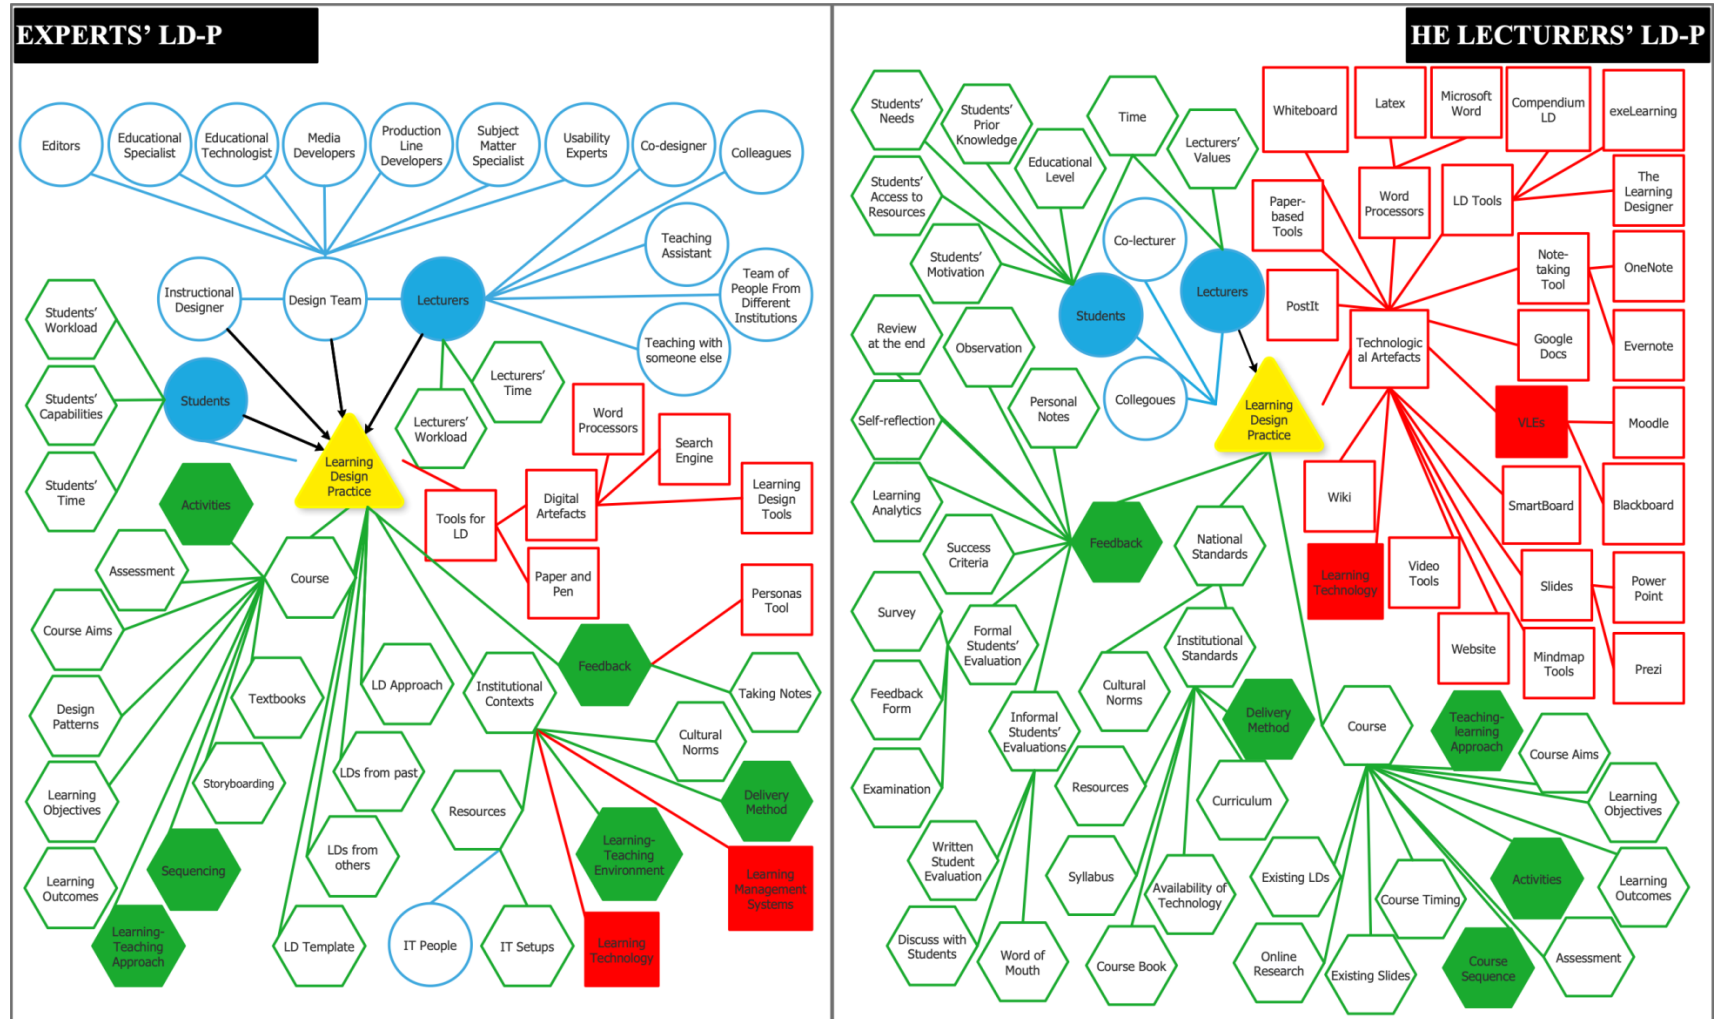 EXPERTS’ LD-P
Editors
Educational
Specialist
Educational
Technologist
Media
Developers
Production
Line
Developers
Subject
Matter
Specialist
Usability
Experts
Co-designer
Colleagues
Teaching
Assistant
Team of
People From
Different
Institutions
Teaching with
someone else
Instructional
Designer
Design Team
Lecturers
Students’
Workload
Students’
Capabilities
Students’
Time
Students
Lecturers’
Time
Lecturers’
Workload
Learning
Design
Practice
Word
Processors
Search
Engine
Learning
Design
Tools
Digital
Artefacts
Tools for
LD
Paper and
Pen
Personas
Tool
Activities
Assessment
Course
Course Aims
Design
Patterns
Learning
Objectives
Learning
Outcomes
Learning-
Teaching
Approach
Sequencing
Storyboarding
Textbooks
LD Approach
LDs from past
LDs from
others
LD Template
Institutional
Contexts
Feedback
Taking Notes
Cultural
Norms
Delivery
Method
Resources
Learning-
Teaching
Environment
Learning
Management
Systems
IT People
IT Setups
Learning
Technology
HE LECTURERS’ LD-P
Students’
Needs
Students’
Prior
Knowledge
Time
Educational
Level
Lecturers’
Values
Students’
Access to
Resources
Students’
Motivation
Co-lecturer
Lecturers
Students
Collegoues
Learning
Design
Practice
Whiteboard
Latex
Microsoft
Word
Compendium
LD
exeLearning
Paper-
based
Tools
Word
Processors
LD Tools
The
Learning
Designer
PostIt
Note-
taking
Tool
OneNote
Technologic
al Artefacts
Google
Docs
Evernote
VLEs
Moodle
Blackboard
Wiki
SmartBoard
Learning
Technology
Video
Tools
Slides
Power
Point
Website
Mindmap
Tools
Prezi
Review
at the end
Observation
Self-reflection
Personal
Notes
Learning
Analytics
Success
Criteria
Feedback
National
Standards
Survey
Formal
Students’
Evaluation
Feedback
Form
Examination
Informal
Students’
Evaluations
Written
Student
Evaluation
Discuss with
Students
Word of
Mouth
Institutional
Standards
Cultural
Norms
Delivery
Method
Resources
Curriculum
Syllabus
Availability of
Technology
Course Book
Course
Teaching-
learning
Approach
Course Aims
Learning
Objectives
Existing LDs
Course Timing
Activities
Learning
Outcomes
Online
Research
Existing Slides
Course
Sequence
Assessment